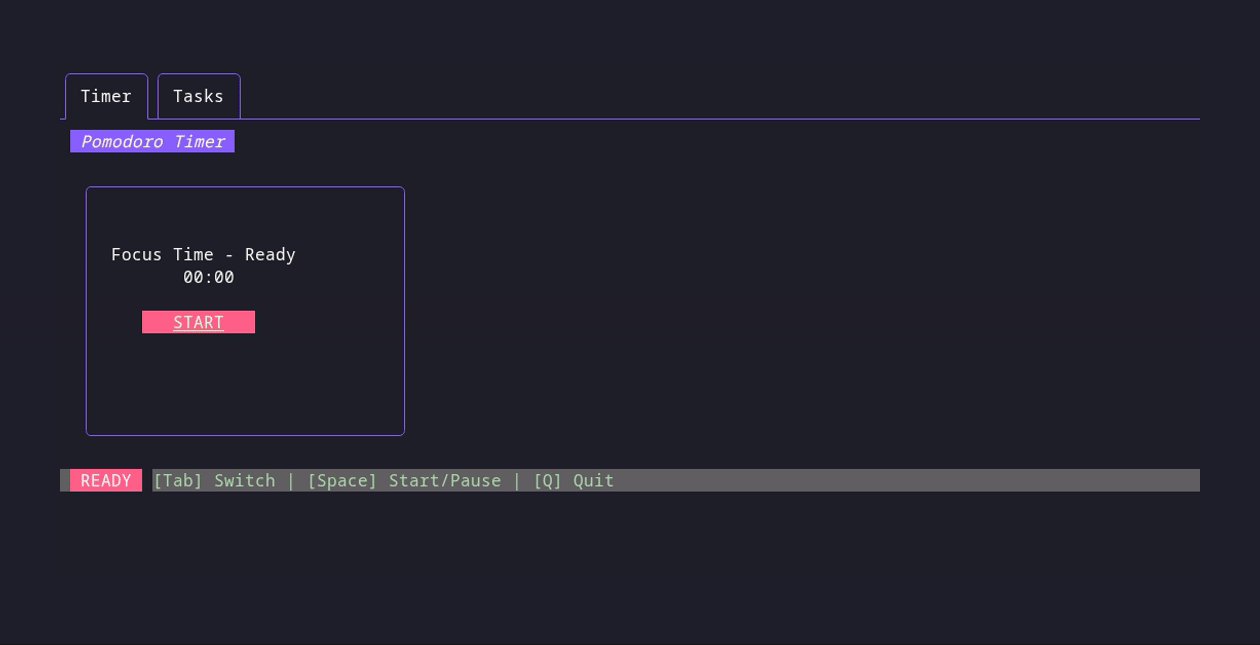 Timer Tasks
Pomodoro Timer
Focus Time - Ready
00:00
START
READY [Tab] Switch | [Space] Start/Pause | [Q] Quit